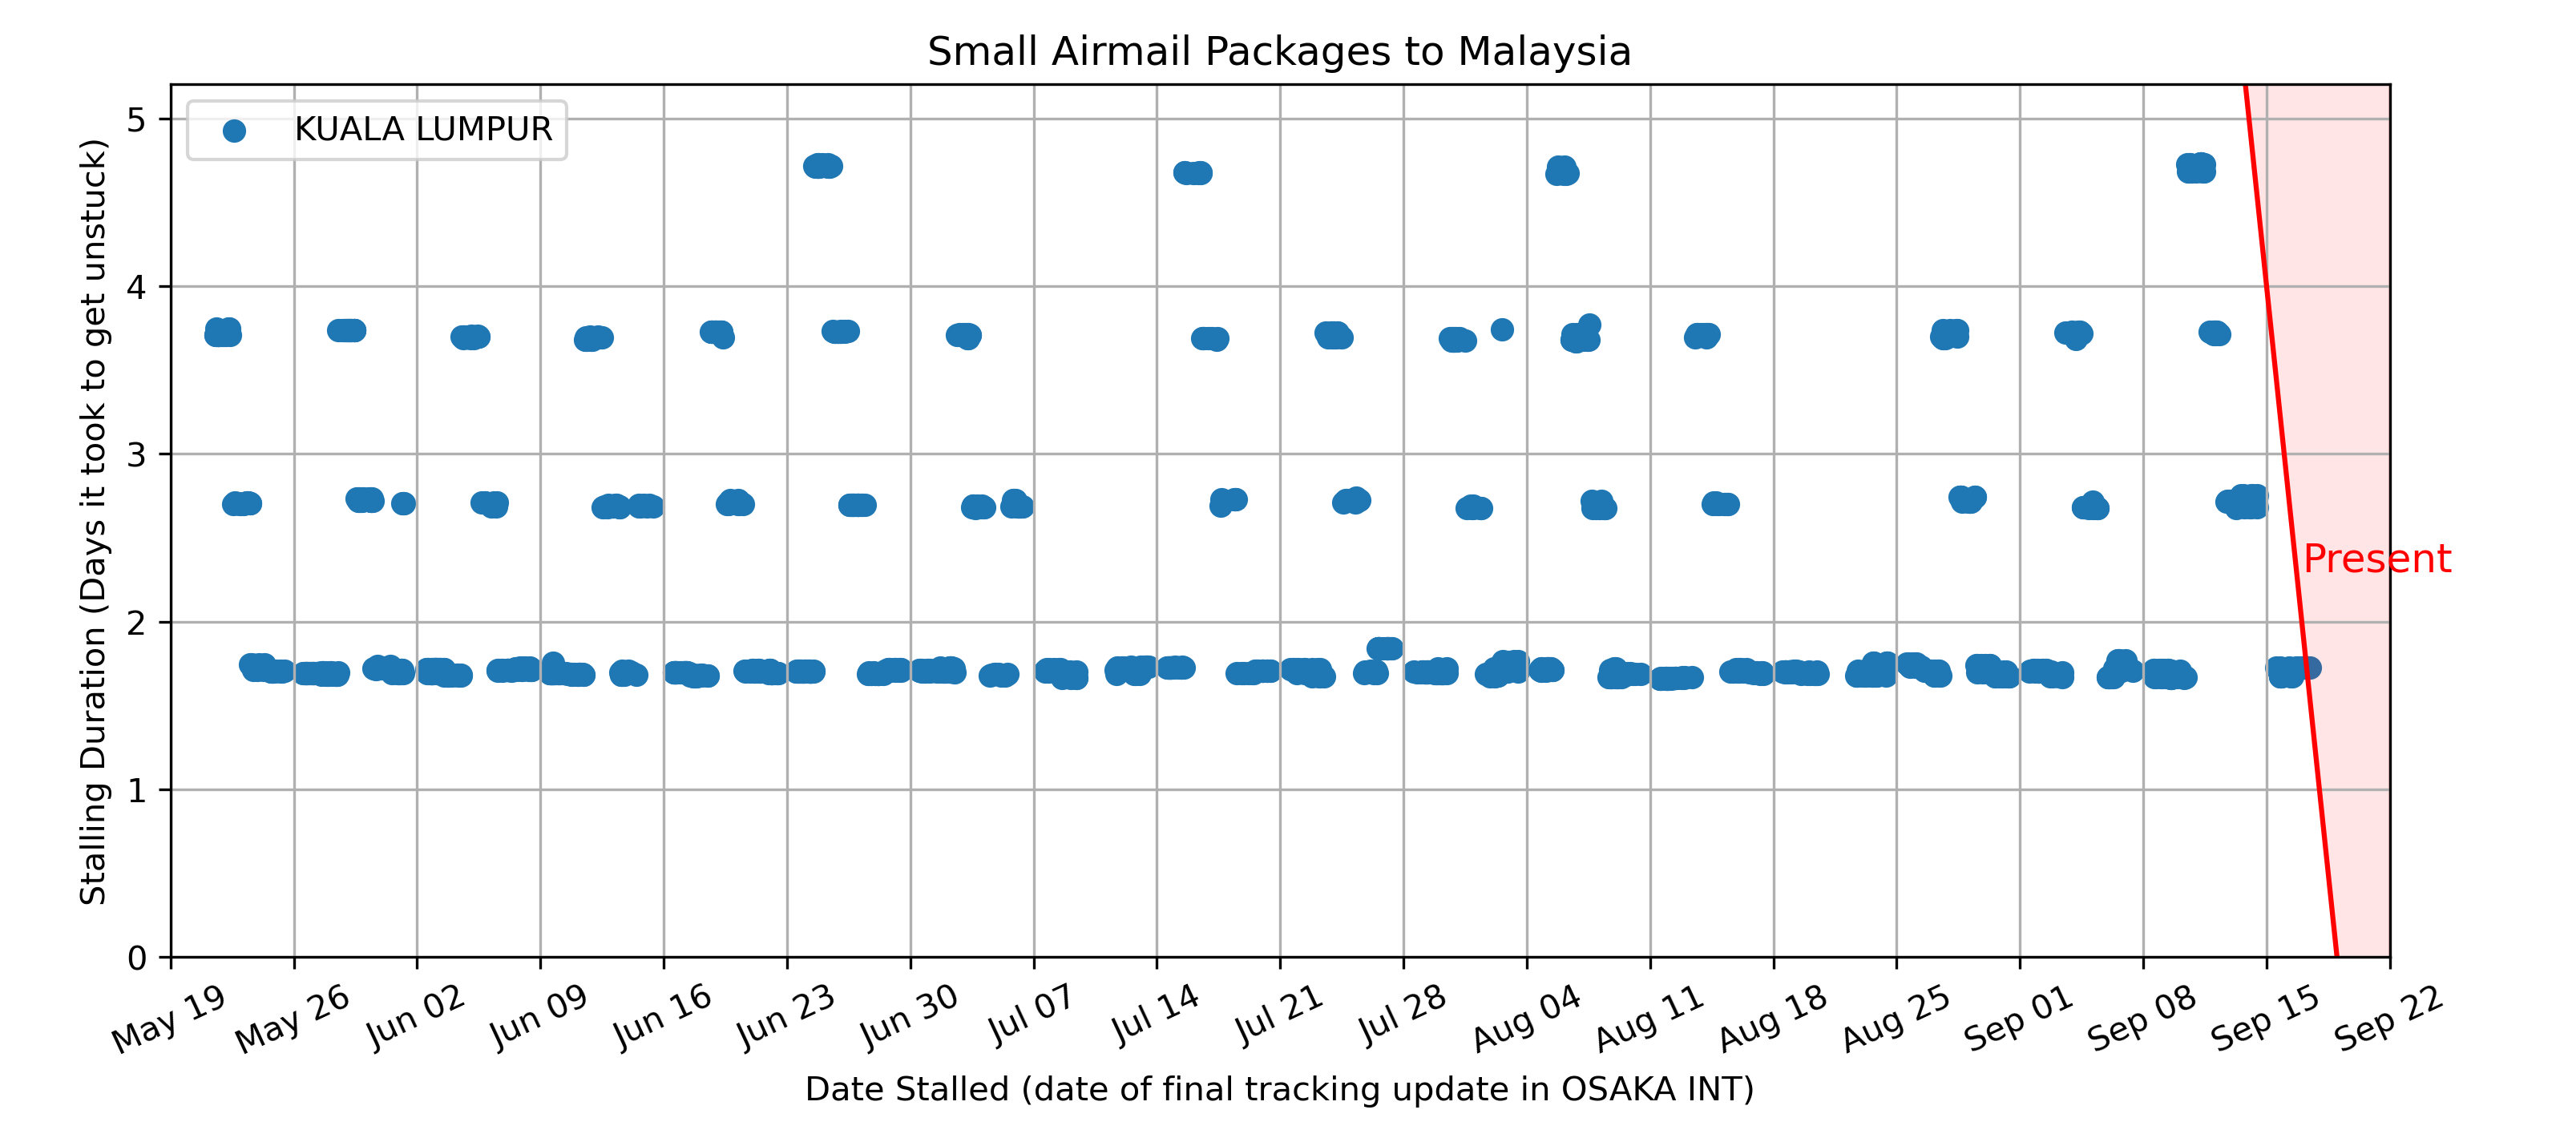 Small Airmail Packages to Malaysia
KUALA LUMPUR
Stalling Duration (Days it took to get unstuck)
5
4
3
2
1
0
Present
May 19
May 26
Jun 02
Jun 09
Jun 16
Jun 23
Jun 30
Jul 07
Jul 14
Jul 21
Jul 28
Aug 04
Aug 11
Aug 18
Aug 25
Sep 01
Sep 08
Sep 15
Sep 22
Date Stalled (date of final tracking update in OSAKA INT)